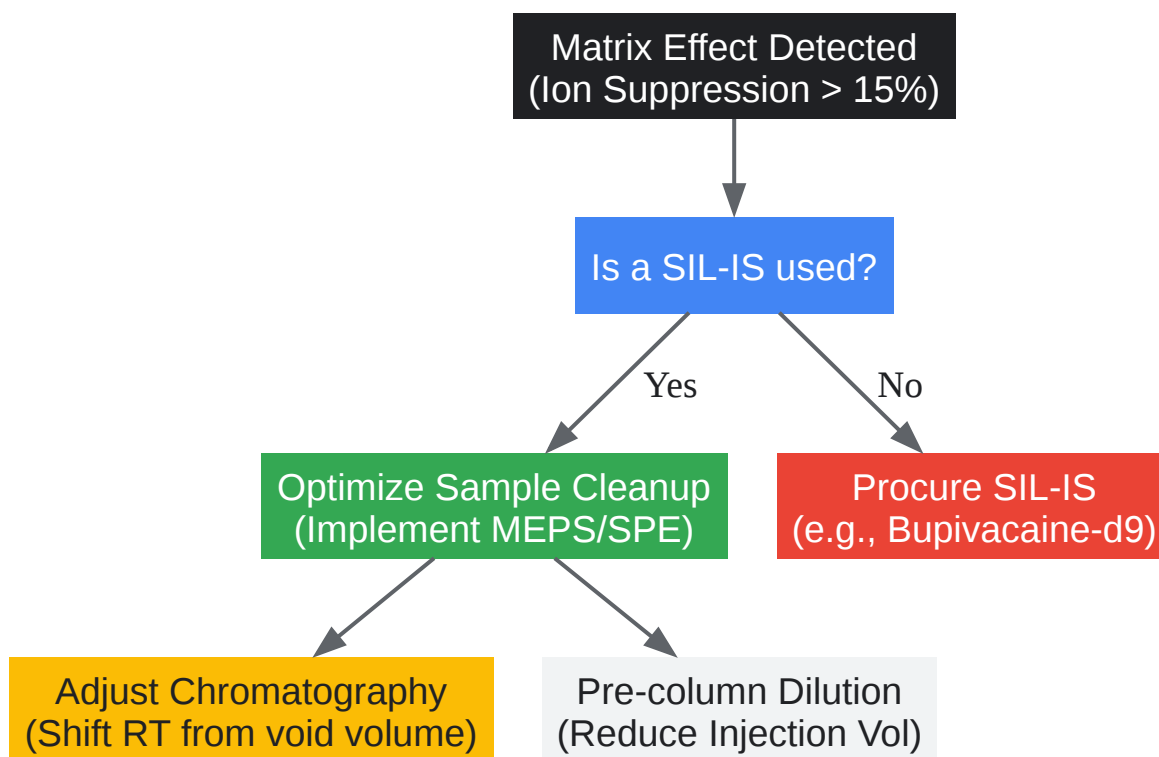 Matrix Effect Detected
(Ion Suppression > 15%)
Is a SIL-IS used?
Yes
No
Optimize Sample Cleanup
(Implement MEPS/SPE)
Procure SIL-IS
(e.g., Bupivacaine-d9)
Adjust Chromatography
(Shift RT from void volume)
Pre-column Dilution
(Reduce Injection Vol)